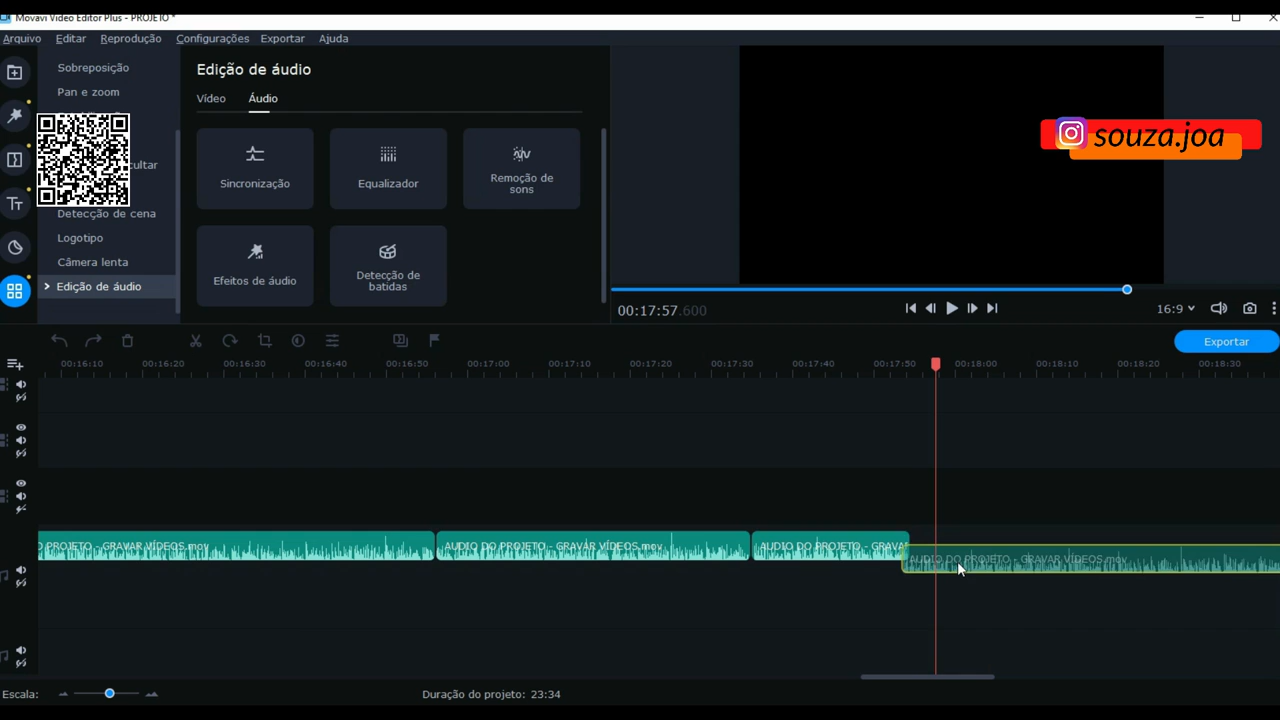 Movavi Video Editor Plus - PROJETO *
Arquivo Editar Reprodução Configurações Exportar Ajuda
Sobreposição
Pan e zoom
cultar
Detecção de cena
Logotipo
Câmera lenta
Edição de áudio
Edição de áudio
Vídeo Áudio
Sincronização
Equalizador
Remoção de
sons
Efeitos de áudio
Detecção de
batidas
souza.joa
00:17:57.600
16:9
Exportar
00:16:10 00:16:20 00:16:30 00:16:40 00:16:50 00:17:00 00:17:10 00:17:20 00:17:30 00:17:40 00:17:50 00:18:00 00:18:10 00:18:20 00:18:30
O PROJETO - GRAVAR VÍDEOS.mov
AUDIO DO PROJETO - GRAVAR VÍDEOS.mov
AUDIO DO PROJETO - GRAVA
AUDIO DO PROJETO - GRAVAR VÍDEOS.mov
Escala:
Duração do projeto: 23:34